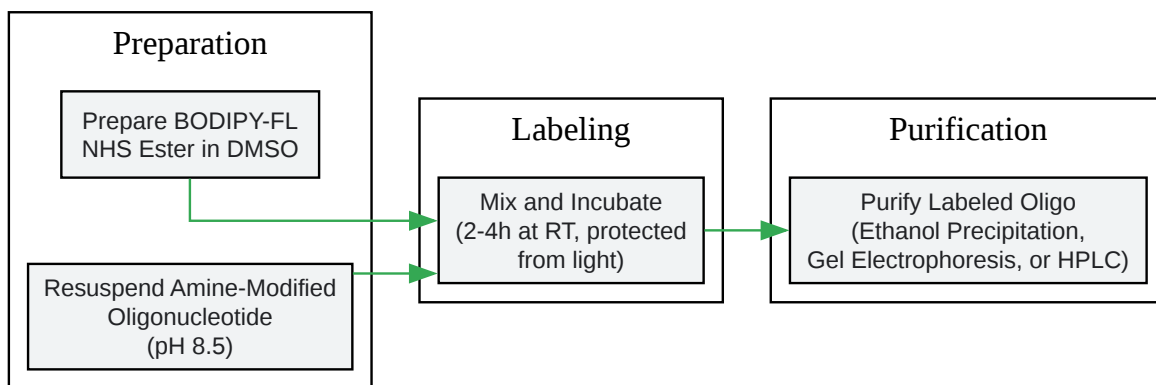 Preparation
Prepare BODIPY-FL
NHS Ester in DMSO
Resuspend Amine-Modified
Oligonucleotide
(pH 8.5)
Labeling
Mix and Incubate
(2-4h at RT, protected
from light)
Purification
Purify Labeled Oligo
(Ethanol Precipitation,
Gel Electrophoresis, or HPLC)